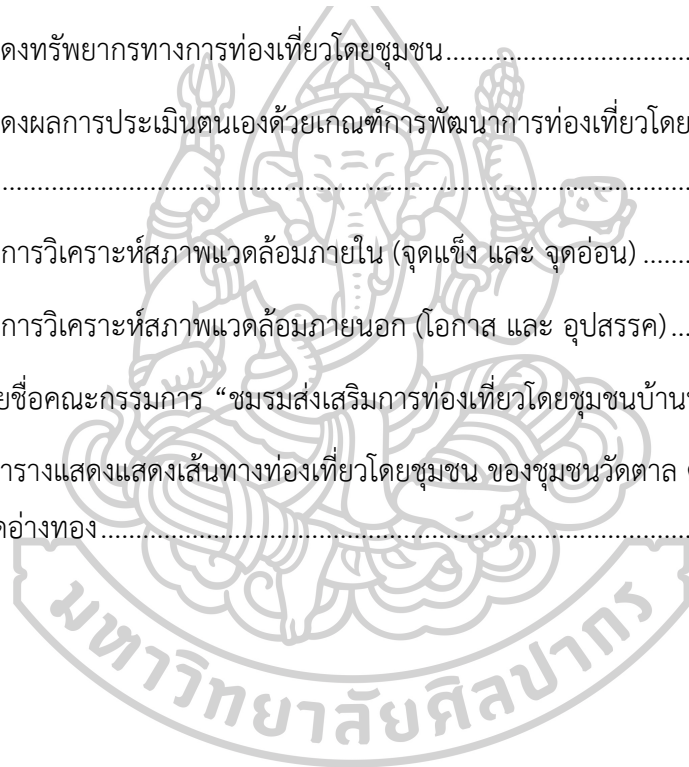 ดงทรัพยากรทางการท่องเที่ยวโดยชุมชน................................
ดงผลการประเมินตนเองด้วยเกณฑ์การพัฒนาการท่องเที่ยวโดย
................................................................................
การวิเคราะห์สภาพแวดล้อมภายใน (จุดแข็ง และ จุดอ่อน) .......
การวิเคราะห์สภาพแวดล้อมภายนอก (โอกาส และ อุปสรรค)...
ยชื่อคณะกรรมการ “ชมรมส่งเสริมการท่องเที่ยวโดยชุมชนบ้าน
ารางแสดงแสดงเส้นทางท่องเที่ยวโดยชุมชน ของชุมชนวัดตาล
อ่างทอง......................................................................
มหาวิทยาลัยศิลปากร